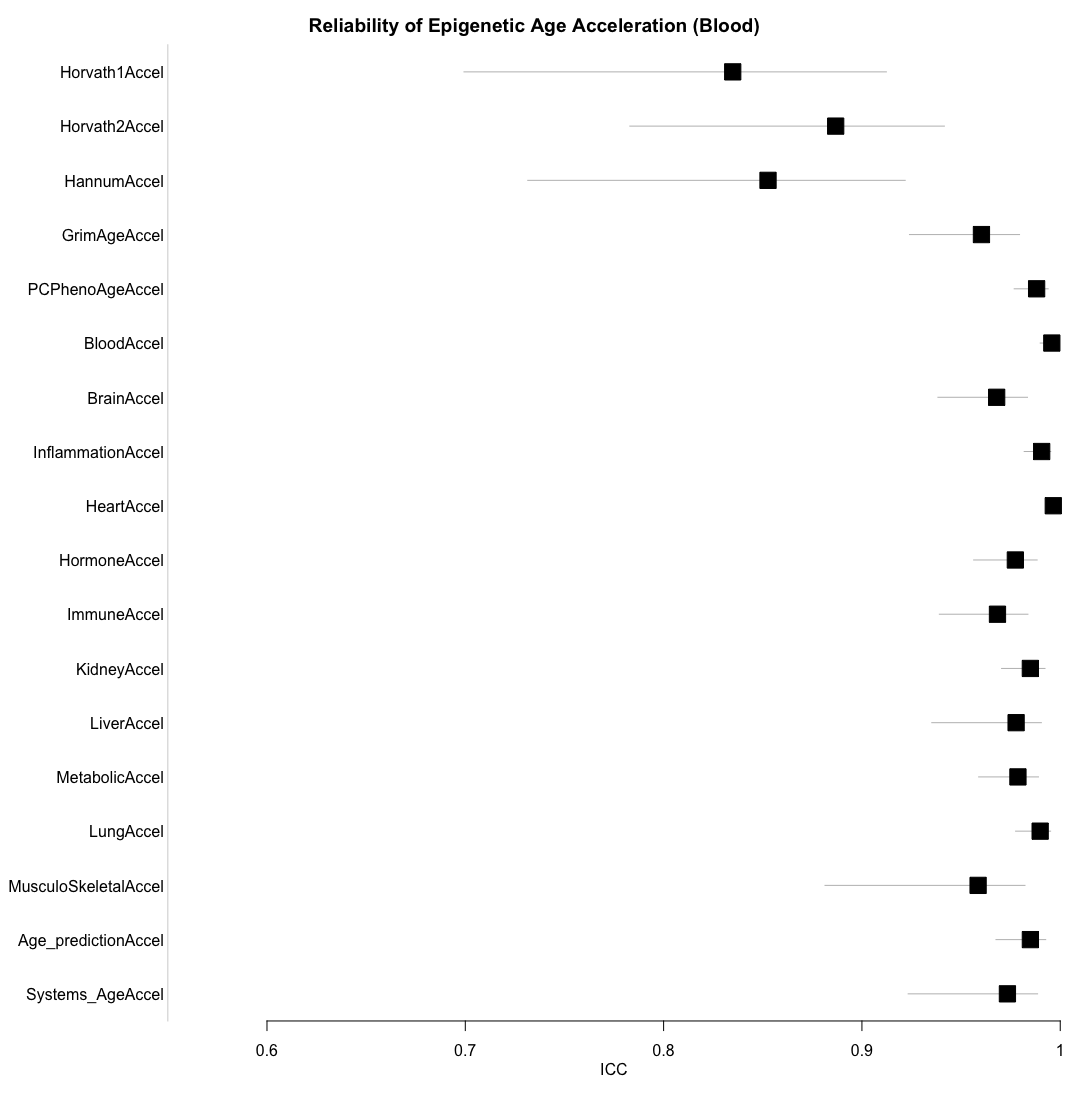 Reliability of Epigenetic Age Acceleration (Blood)
Horvath1Accel
Horvath2Accel
HannumAccel
GrimAgeAccel
PCPhenoAgeAccel
BloodAccel
BrainAccel
InflammationAccel
HeartAccel
HormoneAccel
ImmuneAccel
KidneyAccel
LiverAccel
MetabolicAccel
LungAccel
MusculoSkeletalAccel
Age_predictionAccel
Systems_AgeAccel
0.6 0.7 0.8 0.9 1
ICC